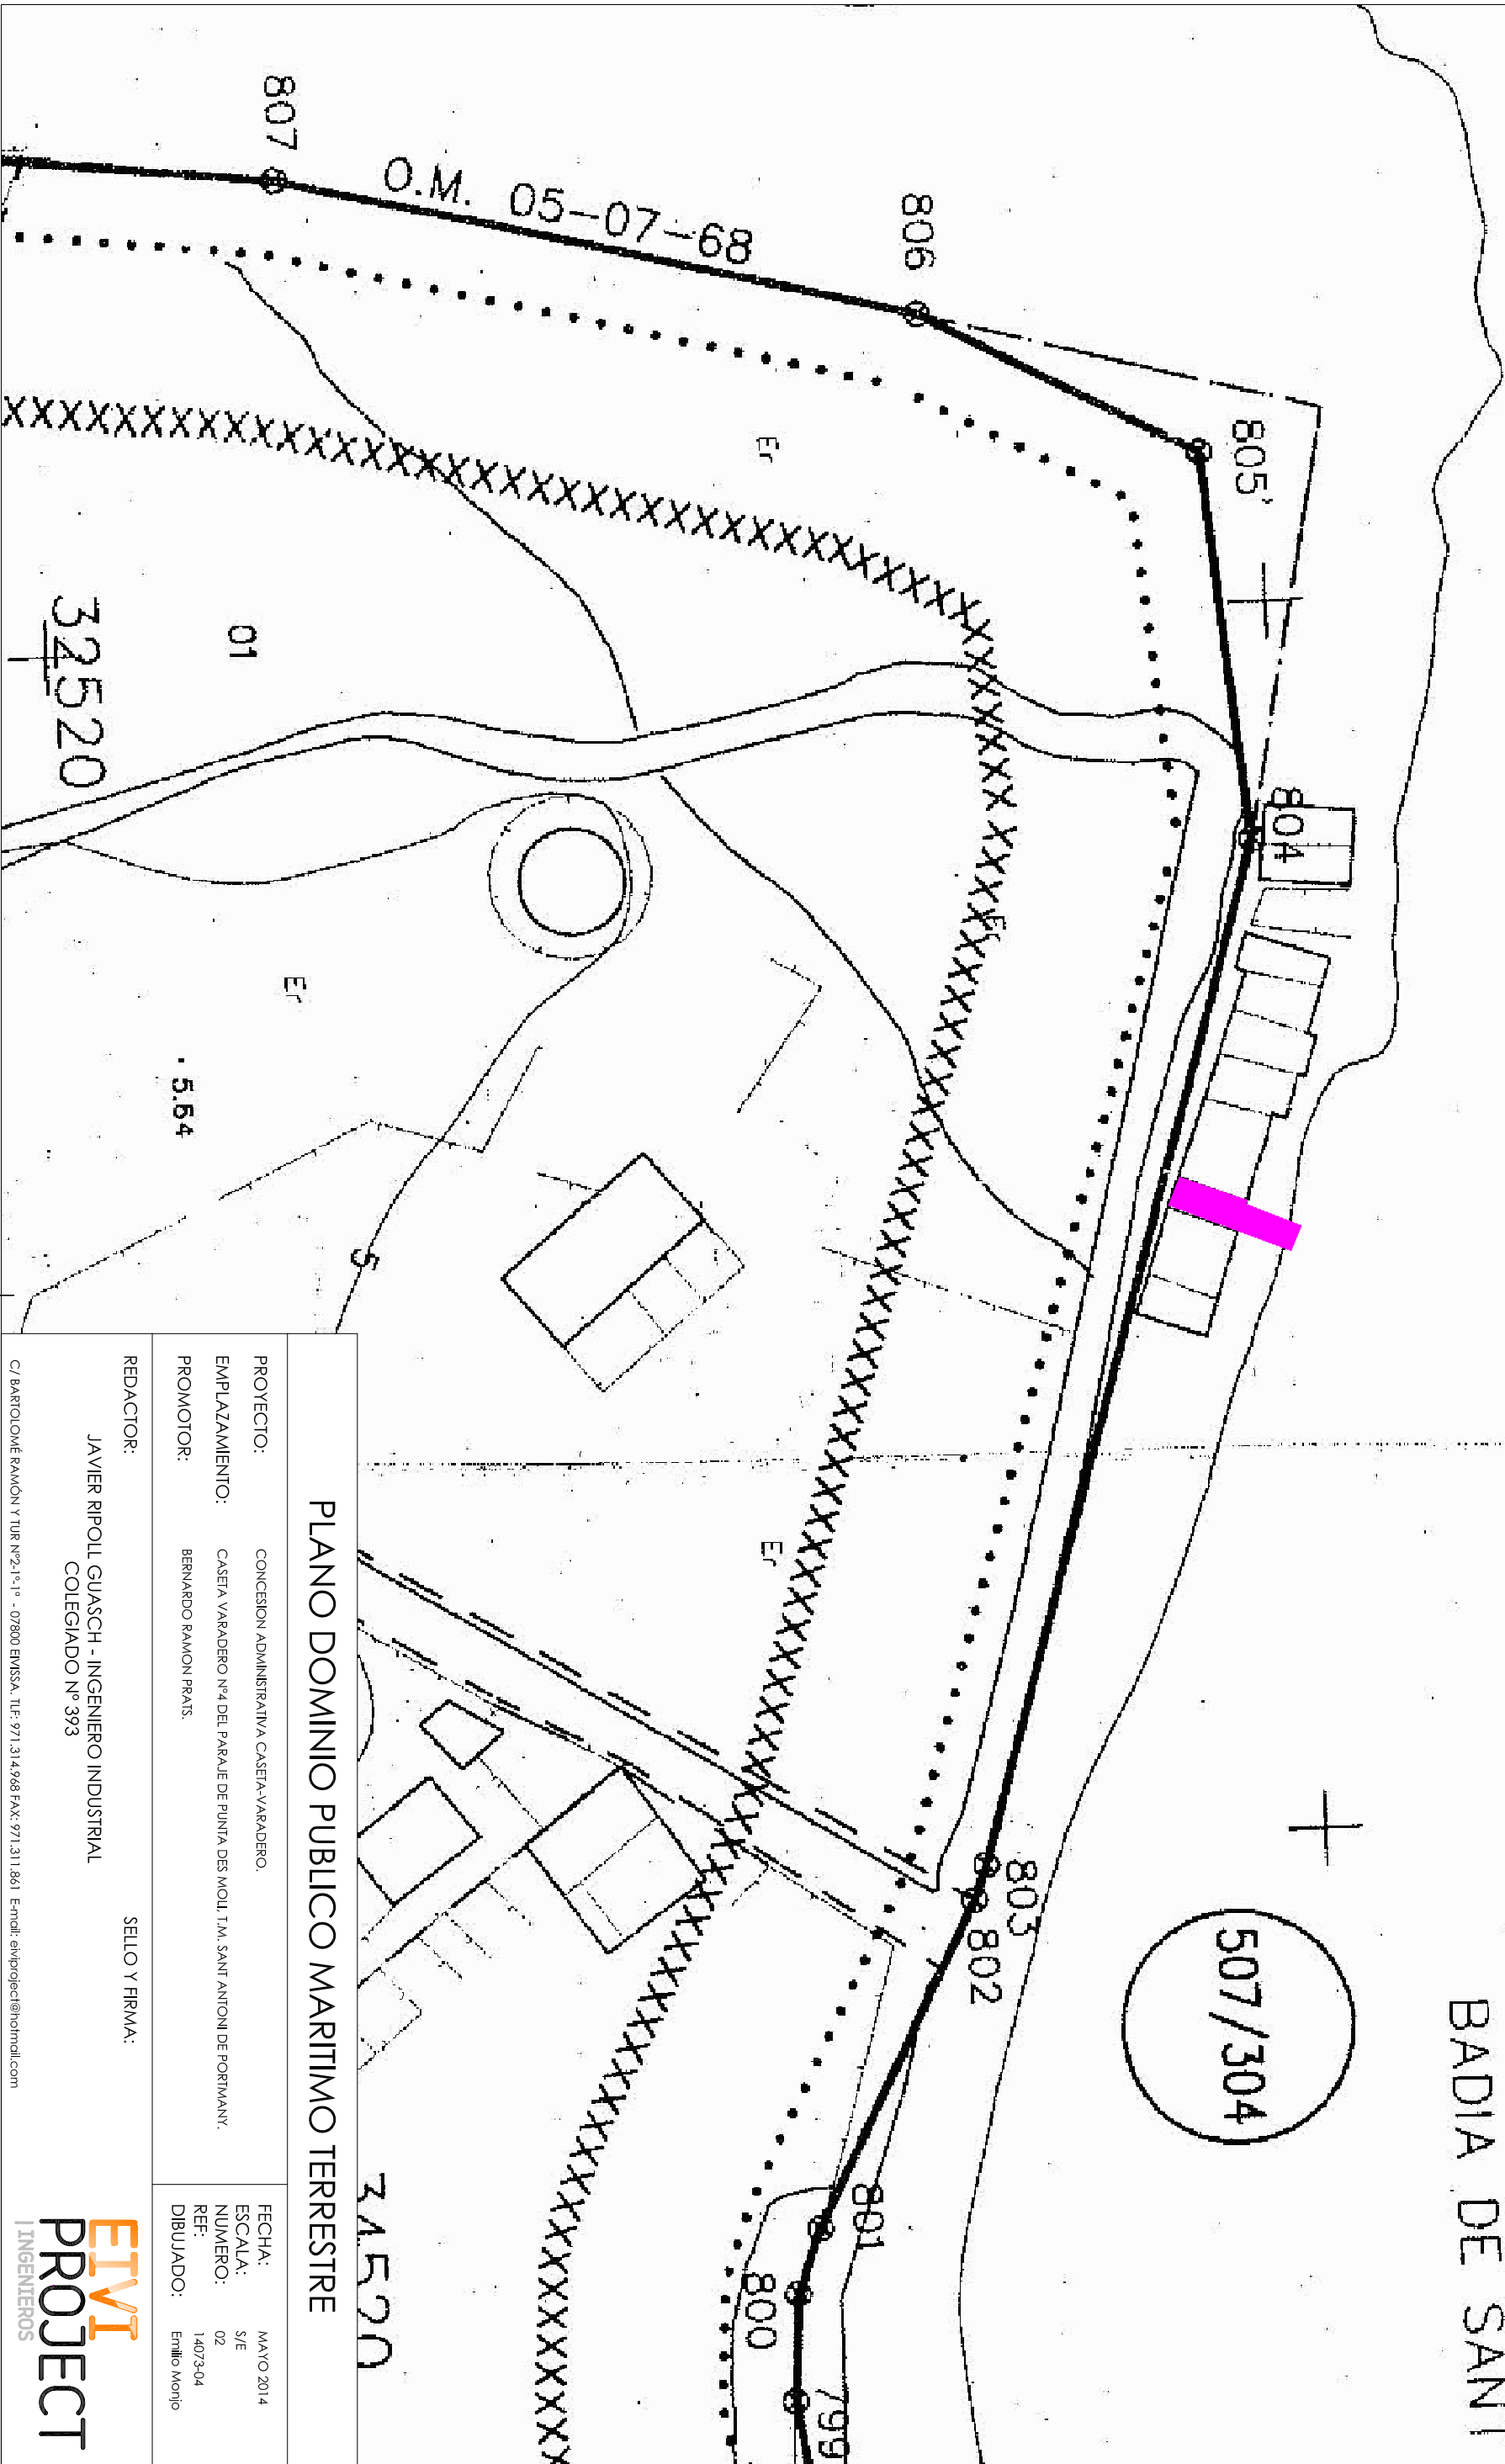 BADIA DE SANT
507/304
807
O.M. 05-07-68
806
805'
804
803
802
801
800
799
Er
Er
Er
Er
01
32520
5.64
5
34520
PLANO DOMINIO PUBLICO MARITIMO TERRESTRE
PROYECTO: CONCESION ADMINISTRATIVA CASETA-VARADERO.
EMPLAZAMIENTO: CASETA VARADERO Nº4 DEL PARAJE DE PUNTA DES MOLI, T.M. SANT ANTONI DE PORTMANY.
PROMOTOR: BERNARDO RAMON PRATS.
FECHA: MAYO 2014
ESCALA: S/E
NUMERO: 02
REF: 14073-04
DIBUJADO: Emilio Monjo
REDACTOR:
JAVIER RIPOLL GUASCH - INGENIERO INDUSTRIAL
COLEGIADO Nº 393
SELLO Y FIRMA:
C/ BARTOLOMÉ RAMÓN Y TUR Nº2-1º-1ª - 07800 EIVISSA. TLF: 971.314.968 FAX: 971.311.861 E-mail: eiviproject@hotmail.com
EIVI
PROJECT
| INGENIEROS